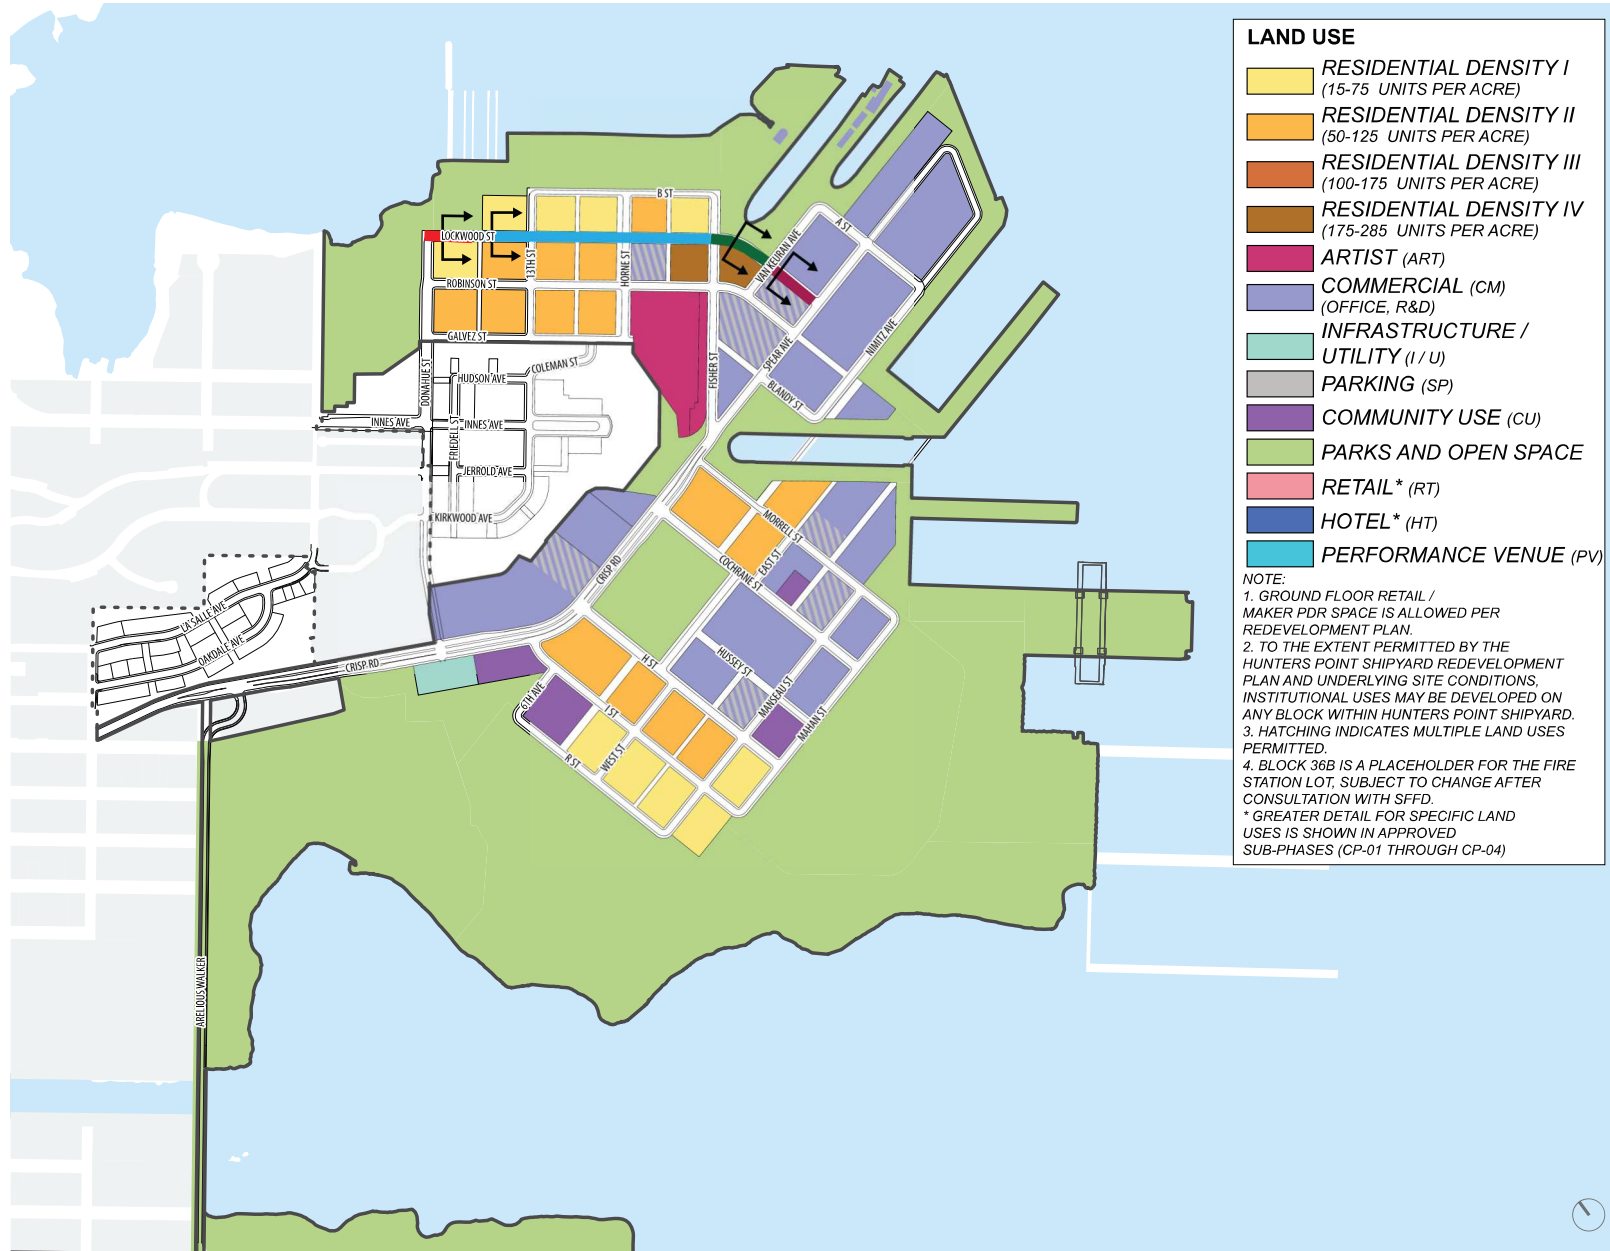 LAND USE
RESIDENTIAL DENSITY I
(15-75 UNITS PER ACRE)
RESIDENTIAL DENSITY II
(50-125 UNITS PER ACRE)
RESIDENTIAL DENSITY III
(100-175 UNITS PER ACRE)
RESIDENTIAL DENSITY IV
(175-285 UNITS PER ACRE)
ARTIST (ART)
COMMERCIAL (CM)
(OFFICE, R&D)
INFRASTRUCTURE /
UTILITY (I / U)
PARKING (SP)
COMMUNITY USE (CU)
PARKS AND OPEN SPACE
RETAIL* (RT)
HOTEL* (HT)
PERFORMANCE VENUE (PV)
NOTE:
1. GROUND FLOOR RETAIL /
MAKER PDR SPACE IS ALLOWED PER
REDEVELOPMENT PLAN.
2. TO THE EXTENT PERMITTED BY THE
HUNTERS POINT SHIPYARD REDEVELOPMENT
PLAN AND UNDERLYING SITE CONDITIONS,
INSTITUTIONAL USES MAY BE DEVELOPED ON
ANY BLOCK WITHIN HUNTERS POINT SHIPYARD.
3. HATCHING INDICATES MULTIPLE LAND USES
PERMITTED.
4. BLOCK 36B IS A PLACEHOLDER FOR THE FIRE
STATION LOT, SUBJECT TO CHANGE AFTER
CONSULTATION WITH SFFD.
* GREATER DETAIL FOR SPECIFIC LAND
USES IS SHOWN IN APPROVED
SUB-PHASES (CP-01 THROUGH CP-04)
B ST
LOCKWOOD ST
13TH ST
HORNE ST
ROBINSON ST
GALVEZ ST
A ST
VAN KEURAN AVE
NIMITZ AVE
SPEAR AVE
BLANDY ST
FISHER ST
DONAHUE ST
HUDSON AVE
COLEMAN ST
INNES AVE
INNES AVE
FRIEDELL ST
JERROLD AVE
KIRKWOOD AVE
CRISP RD
MORRELL ST
EAST ST
COCHRANE ST
HUSSEY ST
MANSEAU ST
MAHAN ST
H ST
I ST
6TH AVE
WEST ST
R ST
CRISP RD
LA SALLE AVE
OAKDALE AVE
ARELIOUS WALKER